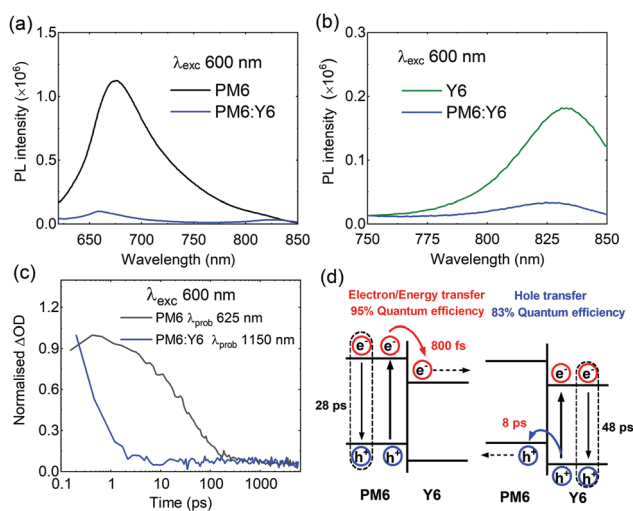 (a)
λexc 600 nm
PM6
PM6:Y6
PL intensity (×10⁶)
1.5
1.0
0.5
0.0
650 700 750 800 850
Wavelength (nm)
(b)
λexc 600 nm
Y6
PM6:Y6
PL intensity (×10⁶)
0.3
0.2
0.1
0.0
750 775 800 825 850
Wavelength (nm)
(c)
λexc 600 nm
PM6 λprob 625 nm
PM6:Y6 λprob 1150 nm
Normalised ΔOD
1.2
0.9
0.6
0.3
0.0
0.1 1 10 100 1000
Time (ps)
(d)
Electron/Energy transfer
95% Quantum efficiency
e⁻ e⁻
800 fs
e⁻
28 ps
h⁺ h⁺
PM6 Y6
Hole transfer
83% Quantum efficiency
e⁻ e⁻
8 ps
48 ps
h⁺
h⁺ h⁺
PM6 Y6